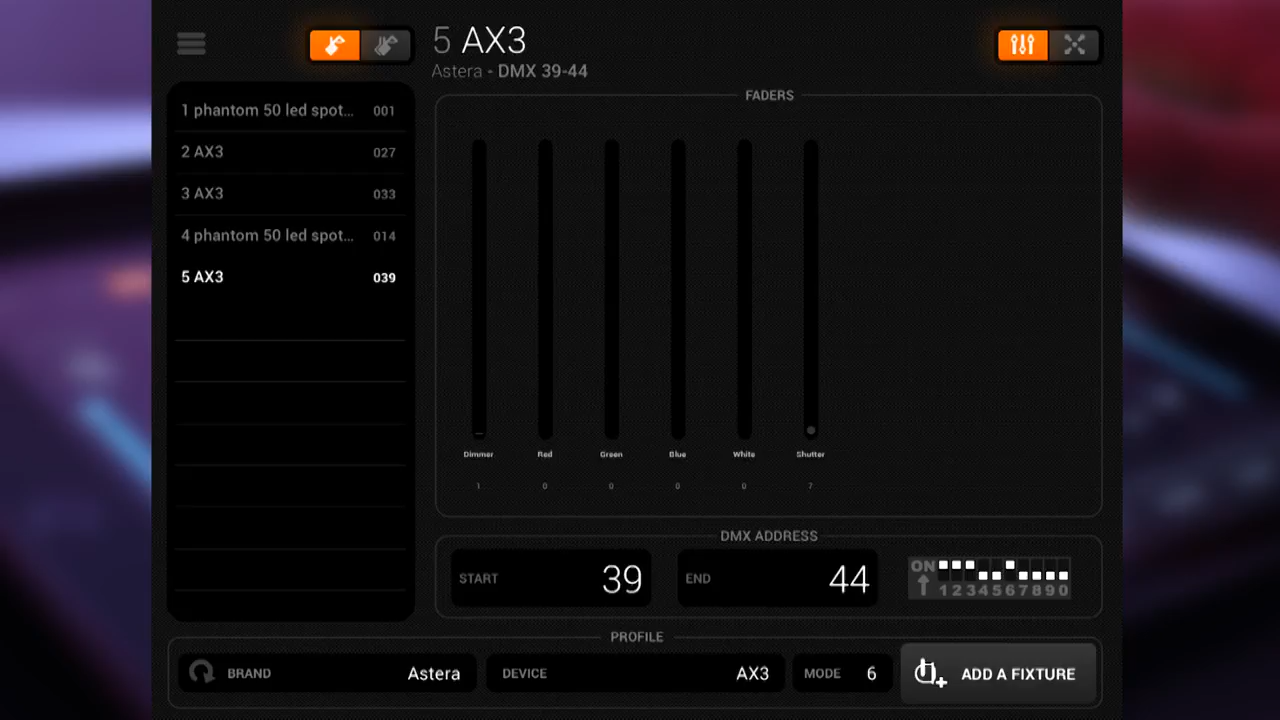 5 AX3
Astera - DMX 39-44
1 phantom 50 led spot... 001
2 AX3 027
3 AX3 033
4 phantom 50 led spot... 014
5 AX3 039
FADERS
Dimmer Red Green Blue White Shutter
1 0 0 0 0 7
DMX ADDRESS
START 39 END 44
ON
1 2 3 4 5 6 7 8 9 0
PROFILE
BRAND Astera DEVICE AX3 MODE 6 ADD A FIXTURE